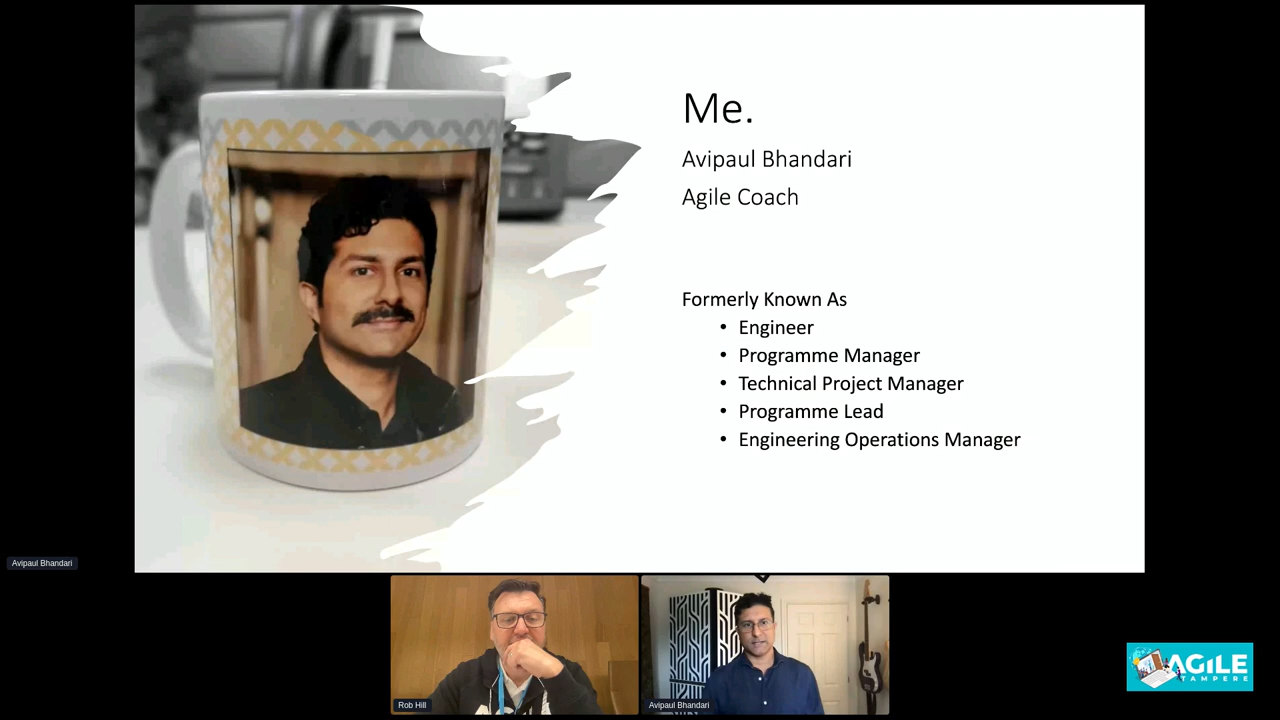 Me.
Avipaul Bhandari
Agile Coach
Formerly Known As
• Engineer
• Programme Manager
• Technical Project Manager
• Programme Lead
• Engineering Operations Manager
Avipaul Bhandari
Rob Hill
Avipaul Bhandari
AGILE
TAMPERE